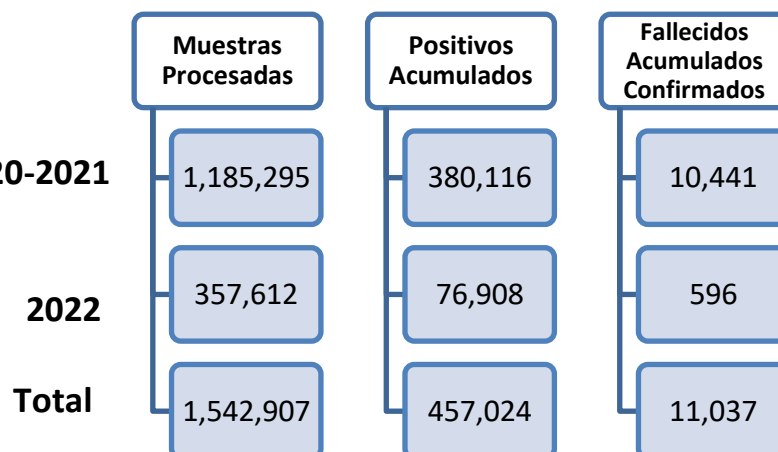 Muestras
Procesadas
Positivos
Acumulados
Fallecidos
Acumulados
Confirmados
20-2021
1,185,295
380,116
10,441
2022
357,612
76,908
596
Total
1,542,907
457,024
11,037